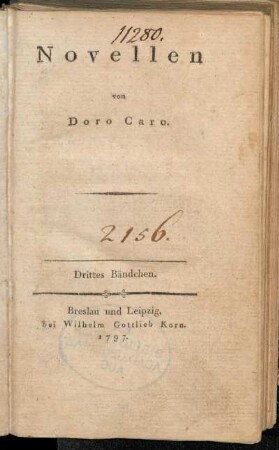 11280.
Novellen
von
Doro Caro.
2156.
Drittes Bändchen.
Breslau und Leipzig,
bei Wilhelm Gottlieb Korn.
1797.